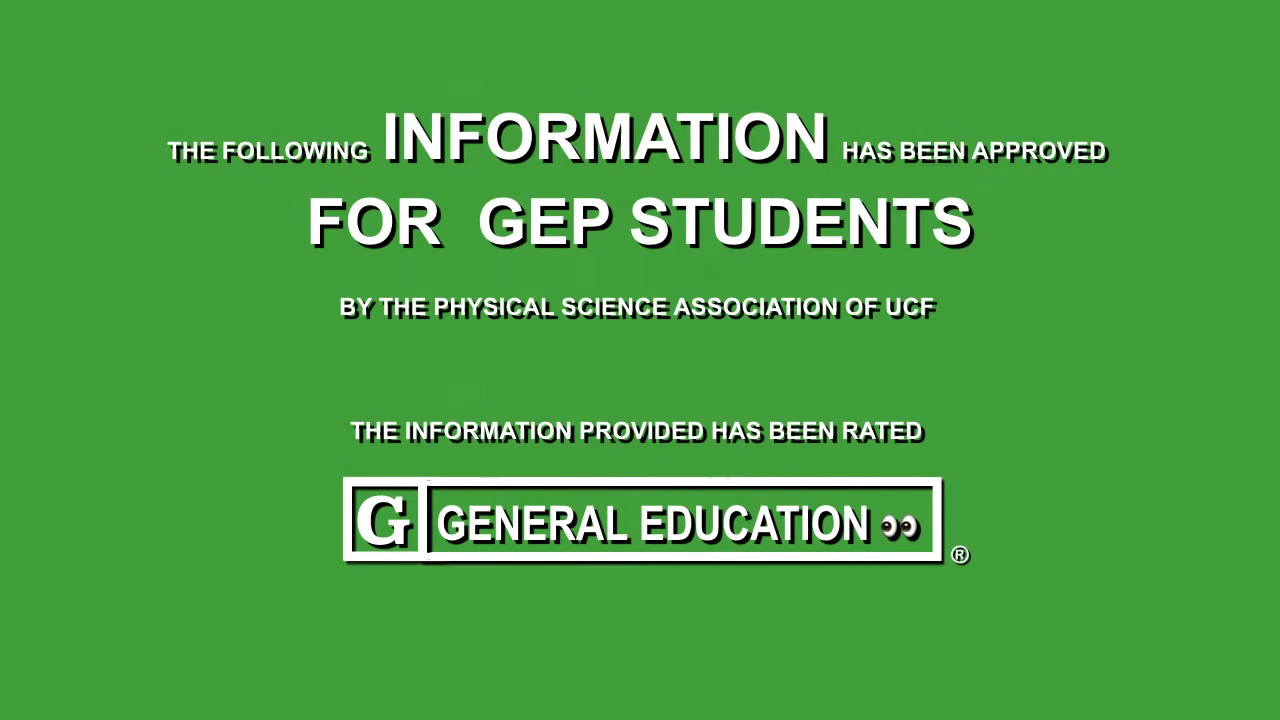 THE FOLLOWING INFORMATION HAS BEEN APPROVED
FOR GEP STUDENTS
BY THE PHYSICAL SCIENCE ASSOCIATION OF UCF
THE INFORMATION PROVIDED HAS BEEN RATED
G GENERAL EDUCATION 👀 ®